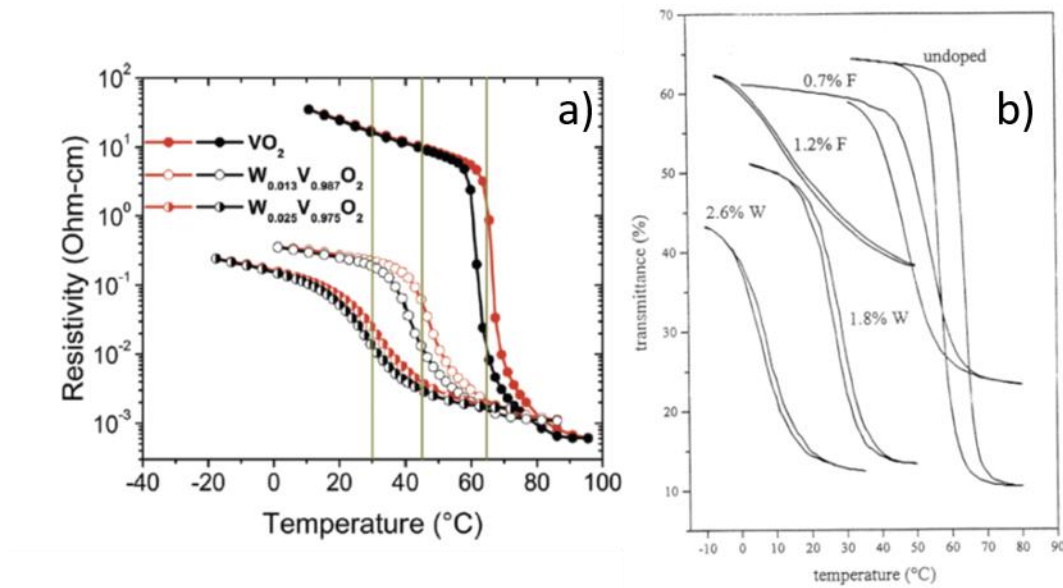 a)
10²
10¹
10⁰
10⁻¹
10⁻²
10⁻³
Resistivity (Ohm-cm)
VO₂
W₀.₀₁₃V₀.₉₈₇O₂
W₀.₀₂₅V₀.₉₇₅O₂
-40 -20 0 20 40 60 80 100
Temperature (°C)
b)
70
60
50
40
30
20
10
transmittance (%)
undoped
0.7% F
1.2% F
2.6% W
1.8% W
-10 0 10 20 30 40 50 60 70 80 90
temperature (°C)